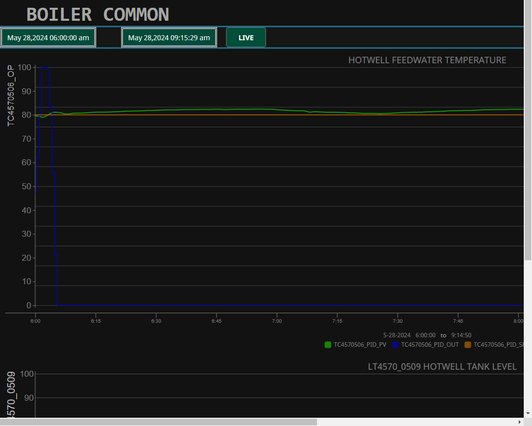 BOILER COMMON
May 28,2024 06:00:00 am
May 28,2024 09:15:29 am
LIVE
HOTWELL FEEDWATER TEMPERATURE
TC4570506_OP
100
90
80
70
60
50
40
30
20
10
0
6:00 6:15 6:30 6:45 7:00 7:15 7:30 7:45 8:00
5-28-2024 6:00:00 to 9:14:50
TC4570506_PID_PV TC4570506_PID_OUT TC4570506_PID_S
LT4570_0509 HOTWELL TANK LEVEL
570_0509
100
90